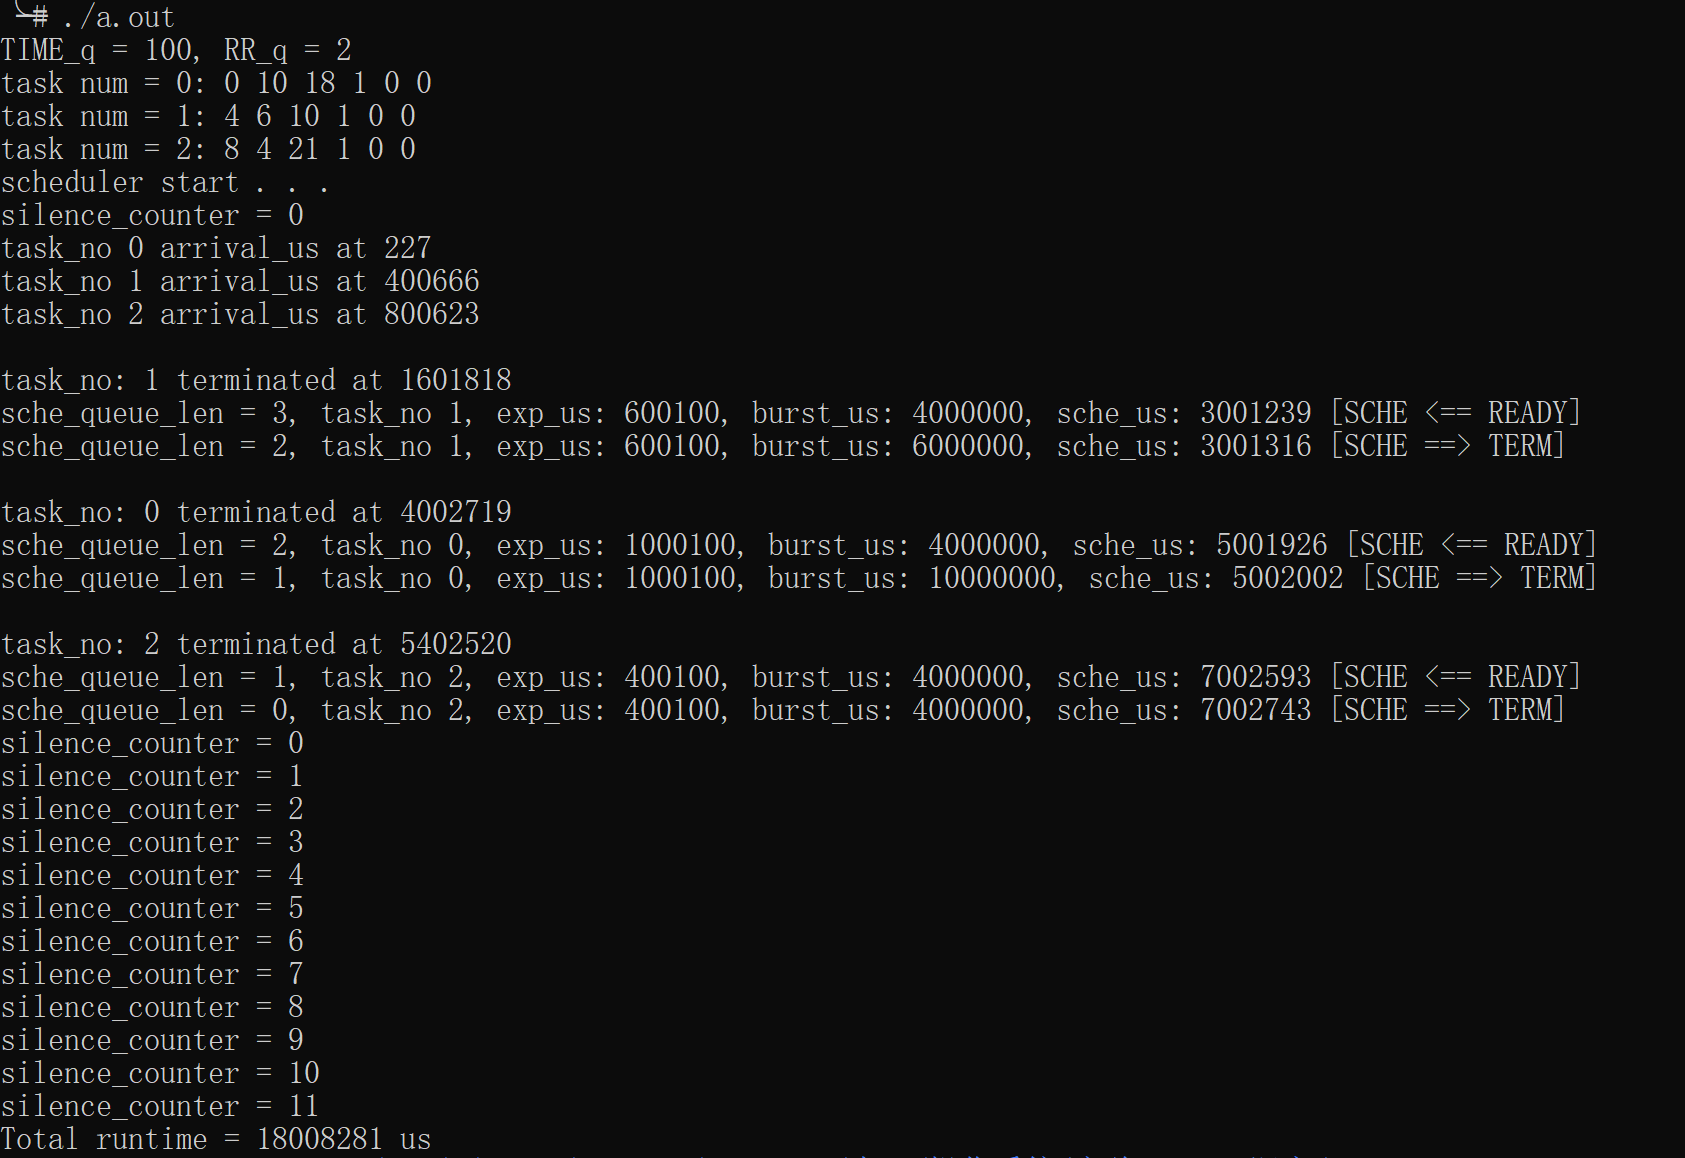 # ./a.out
TIME_q = 100, RR_q = 2
task num = 0: 0 10 18 1 0 0
task num = 1: 4 6 10 1 0 0
task num = 2: 8 4 21 1 0 0
scheduler start . . .
silence_counter = 0
task_no 0 arrival_us at 227
task_no 1 arrival_us at 400666
task_no 2 arrival_us at 800623
task_no: 1 terminated at 1601818
sche_queue_len = 3, task_no 1, exp_us: 600100, burst_us: 4000000, sche_us: 3001239 [SCHE <== READY]
sche_queue_len = 2, task_no 1, exp_us: 600100, burst_us: 6000000, sche_us: 3001316 [SCHE ==> TERM]
task_no: 0 terminated at 4002719
sche_queue_len = 2, task_no 0, exp_us: 1000100, burst_us: 4000000, sche_us: 5001926 [SCHE <== READY]
sche_queue_len = 1, task_no 0, exp_us: 1000100, burst_us: 10000000, sche_us: 5002002 [SCHE ==> TERM]
task_no: 2 terminated at 5402520
sche_queue_len = 1, task_no 2, exp_us: 400100, burst_us: 4000000, sche_us: 7002593 [SCHE <== READY]
sche_queue_len = 0, task_no 2, exp_us: 400100, burst_us: 4000000, sche_us: 7002743 [SCHE ==> TERM]
silence_counter = 0
silence_counter = 1
silence_counter = 2
silence_counter = 3
silence_counter = 4
silence_counter = 5
silence_counter = 6
silence_counter = 7
silence_counter = 8
silence_counter = 9
silence_counter = 10
silence_counter = 11
Total runtime = 18008281 us